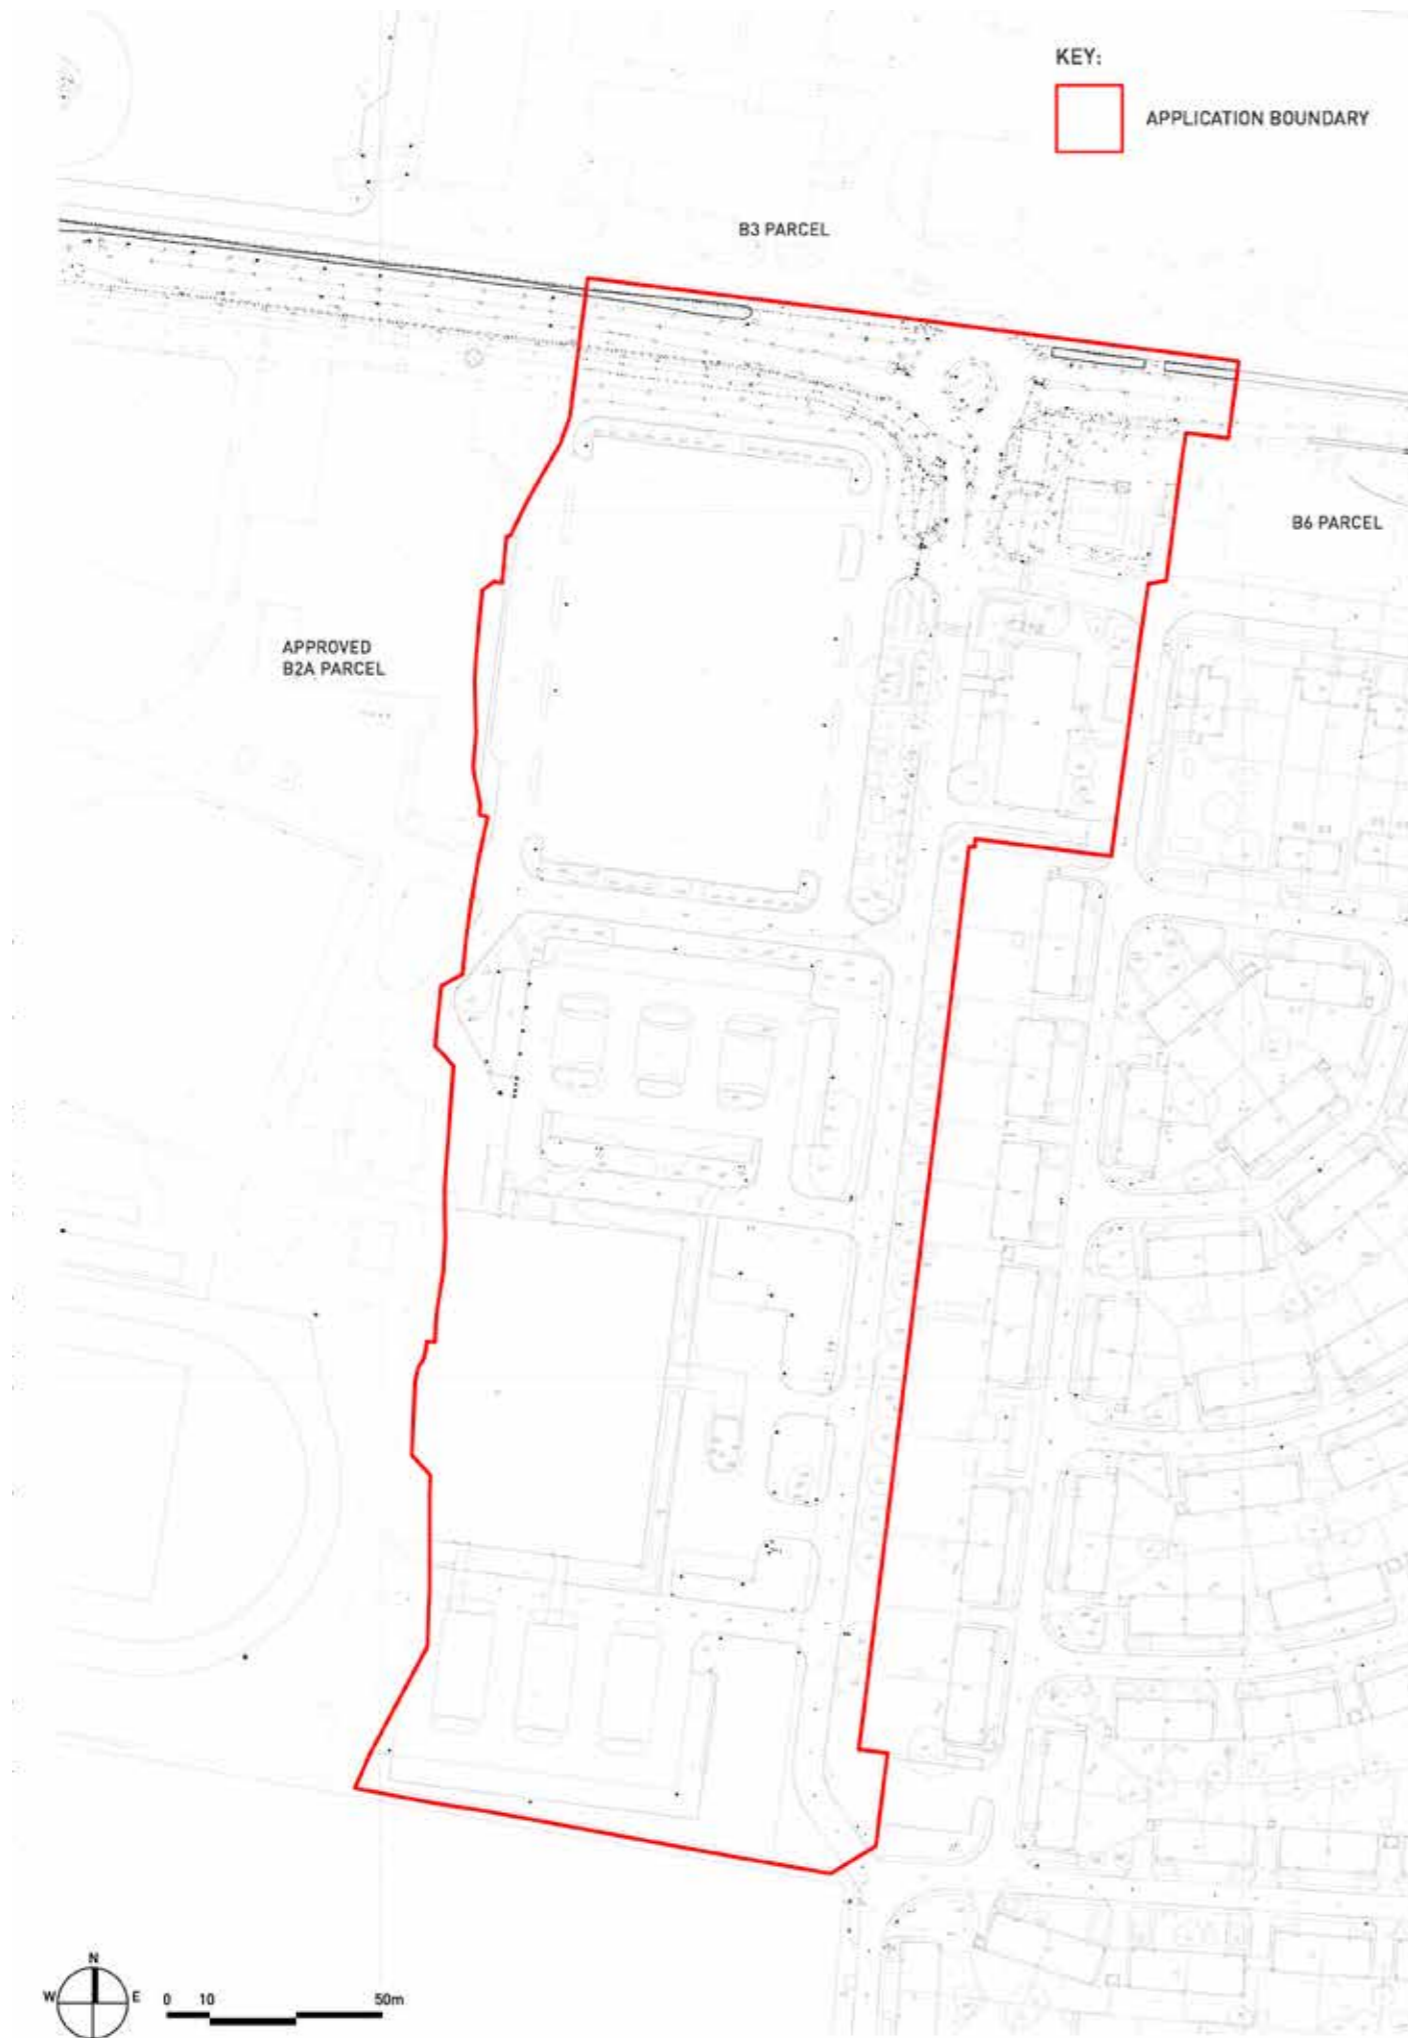 KEY:
APPLICATION BOUNDARY
B3 PARCEL
B6 PARCEL
APPROVED
B2A PARCEL
N
W E
0 10 50m